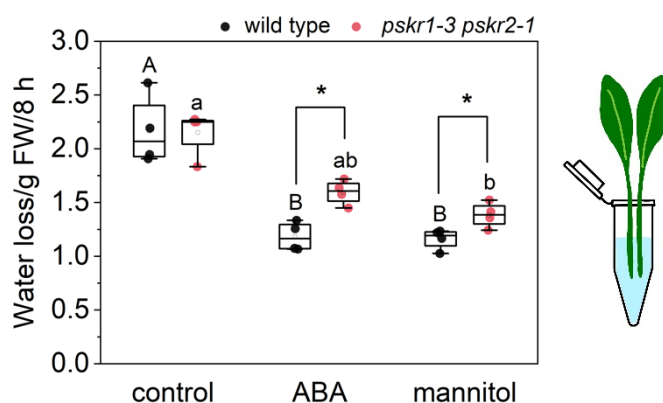 wild type pskr1-3 pskr2-1
Water loss/g FW/8 h
3.0
2.5
2.0
1.5
1.0
0.5
0.0
A
a
*
*
ab
B
B
b
control ABA mannitol